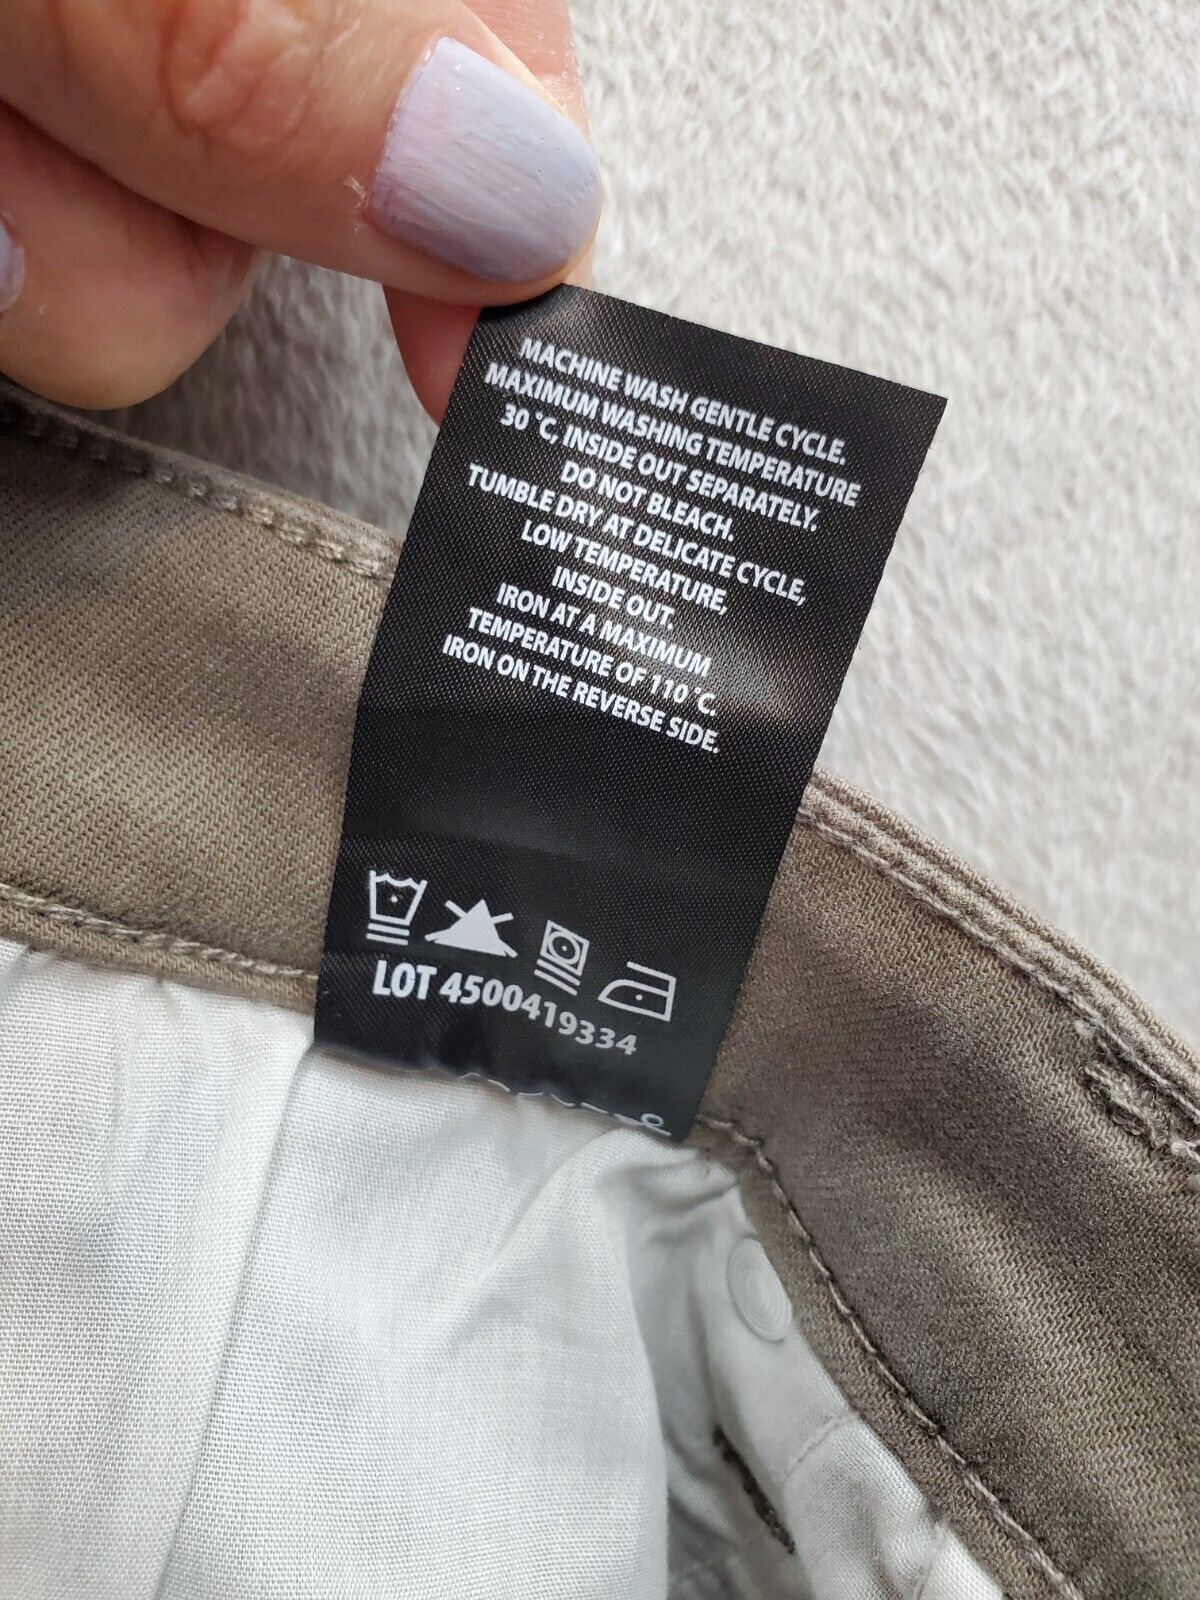 MACHINE WASH GENTLE CYCLE.
MAXIMUM WASHING TEMPERATURE
30 °C, INSIDE OUT SEPARATELY.
DO NOT BLEACH.
TUMBLE DRY AT DELICATE CYCLE,
LOW TEMPERATURE,
INSIDE OUT.
IRON AT A MAXIMUM
TEMPERATURE OF 110 °C.
IRON ON THE REVERSE SIDE.
LOT 4500419334